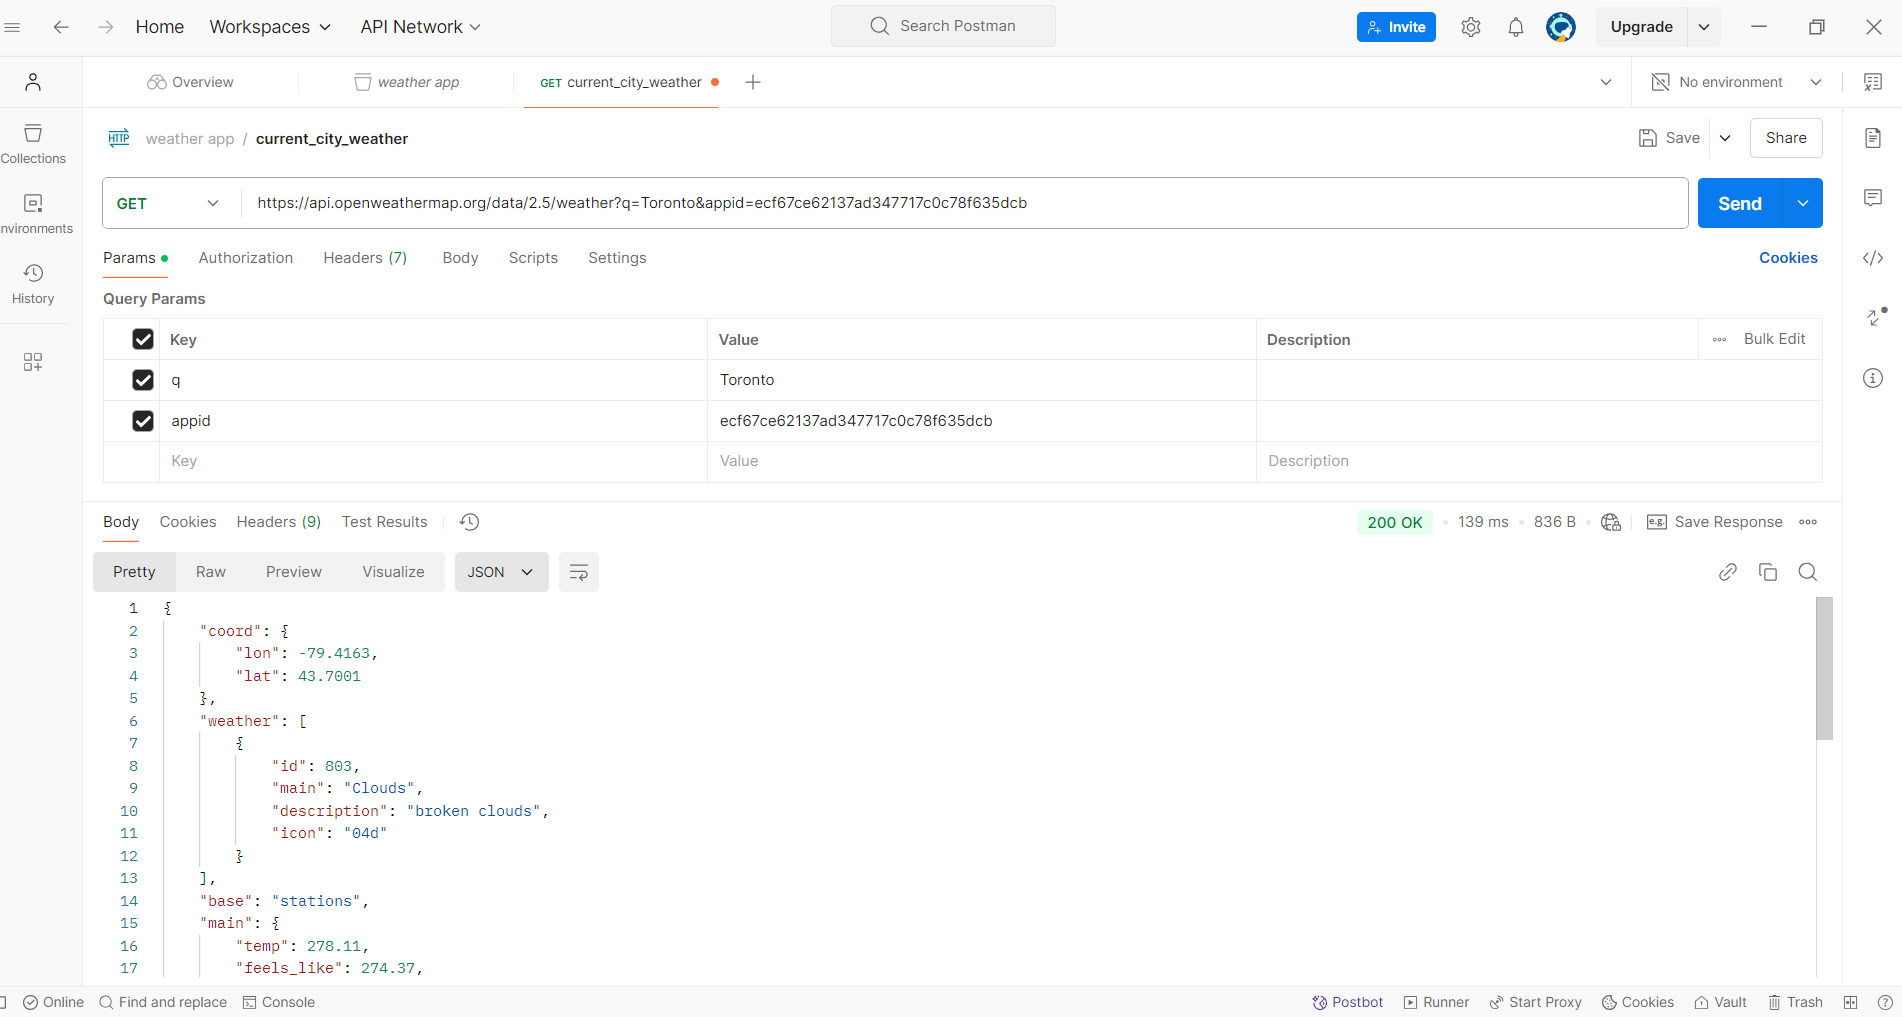 Home Workspaces API Network Search Postman Invite Upgrade
Overview weather app GET current_city_weather No environment
HTTP weather app / current_city_weather Save Share
Collections
nvironments
History
GET https://api.openweathermap.org/data/2.5/weather?q=Toronto&appid=ecf67ce62137ad347717c0c78f635dcb Send
Params Authorization Headers (7) Body Scripts Settings Cookies
Query Params
Key Value Description Bulk Edit
q Toronto
appid ecf67ce62137ad347717c0c78f635dcb
Key Value Description
Body Cookies Headers (9) Test Results 200 OK 139 ms 836 B e.g. Save Response
Pretty Raw Preview Visualize JSON
1 {
2 "coord": {
3 "lon": -79.4163,
4 "lat": 43.7001
5 },
6 "weather": [
7 {
8 "id": 803,
9 "main": "Clouds",
10 "description": "broken clouds",
11 "icon": "04d"
12 }
13 ],
14 "base": "stations",
15 "main": {
16 "temp": 278.11,
17 "feels_like": 274.37,
Online Find and replace Console Postbot Runner Start Proxy Cookies Vault Trash